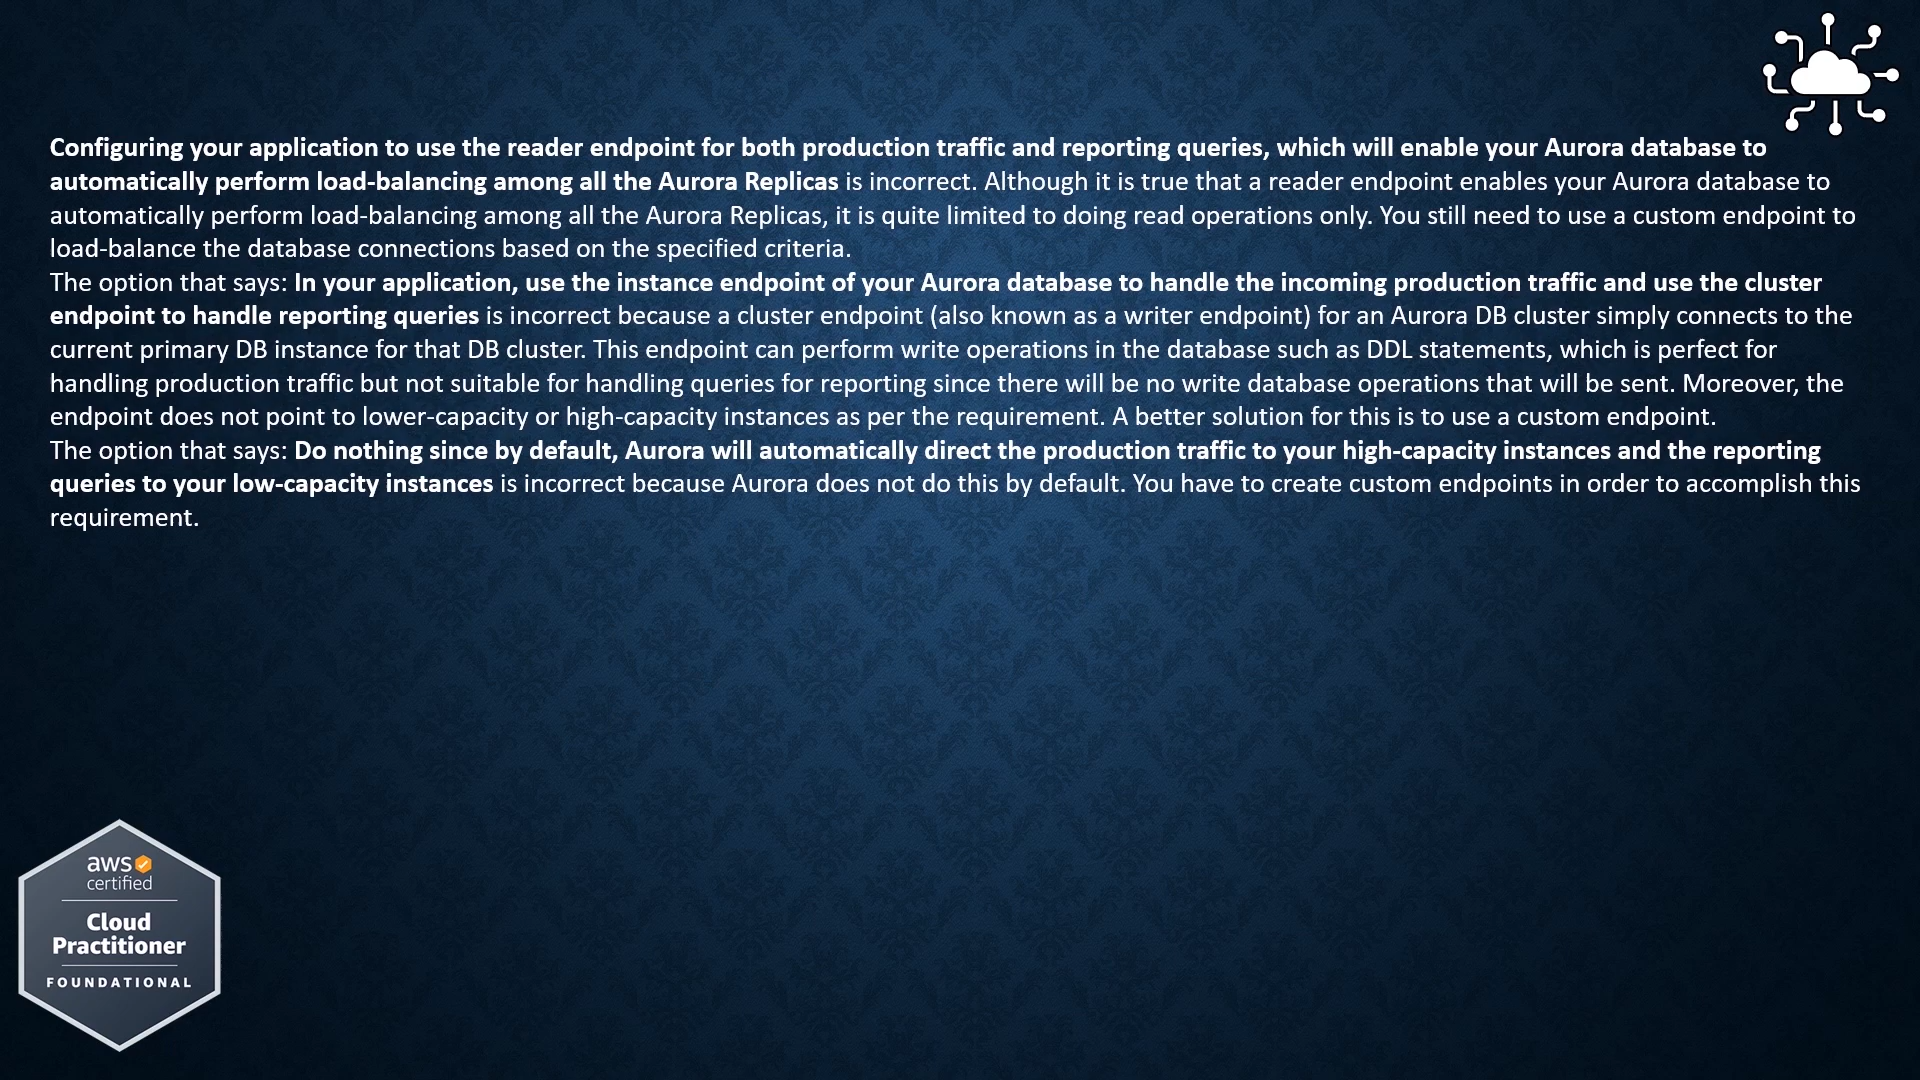 Configuring your application to use the reader endpoint for both production traffic and reporting queries, which will enable your Aurora database to
automatically perform load-balancing among all the Aurora Replicas is incorrect. Although it is true that a reader endpoint enables your Aurora database to
automatically perform load-balancing among all the Aurora Replicas, it is quite limited to doing read operations only. You still need to use a custom endpoint to
load-balance the database connections based on the specified criteria.
The option that says: In your application, use the instance endpoint of your Aurora database to handle the incoming production traffic and use the cluster
endpoint to handle reporting queries is incorrect because a cluster endpoint (also known as a writer endpoint) for an Aurora DB cluster simply connects to the
current primary DB instance for that DB cluster. This endpoint can perform write operations in the database such as DDL statements, which is perfect for
handling production traffic but not suitable for handling queries for reporting since there will be no write database operations that will be sent. Moreover, the
endpoint does not point to lower-capacity or high-capacity instances as per the requirement. A better solution for this is to use a custom endpoint.
The option that says: Do nothing since by default, Aurora will automatically direct the production traffic to your high-capacity instances and the reporting
queries to your low-capacity instances is incorrect because Aurora does not do this by default. You have to create custom endpoints in order to accomplish this
requirement.
aws
certified
Cloud
Practitioner
FOUNDATIONAL